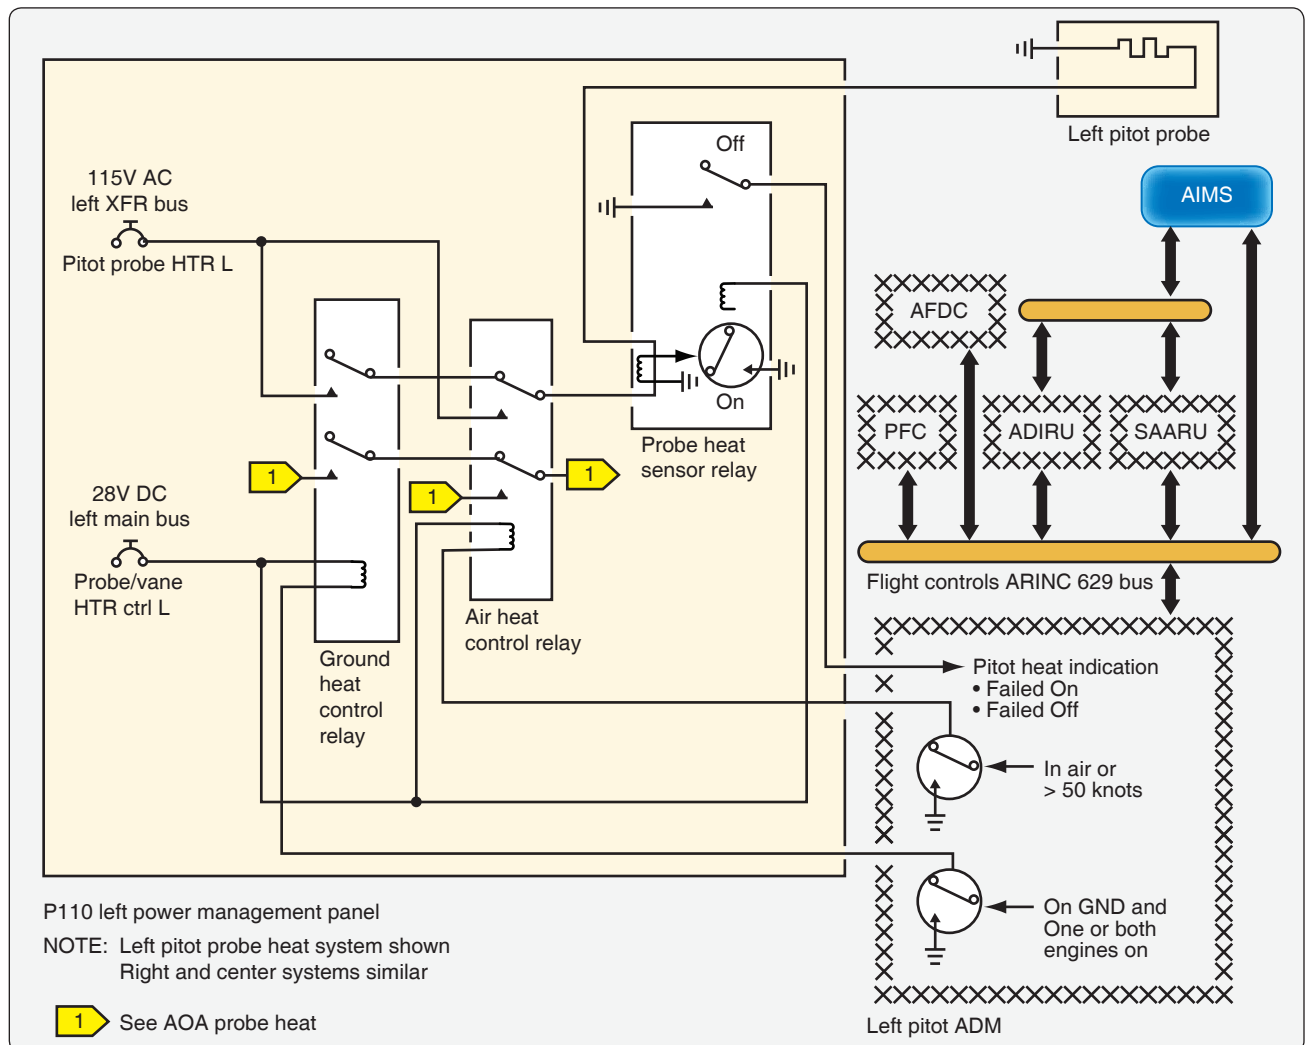 Left pitot probe
Off
115V AC
left XFR bus
AIMS
Pitot probe HTR L
AFDC
On
PFC
ADIRU
SAARU
Probe heat
sensor relay
1
1
1
28V DC
left main bus
Probe/vane
HTR ctrl L
Flight controls ARINC 629 bus
Air heat
control relay
Ground
heat
control
relay
Pitot heat indication
• Failed On
• Failed Off
In air or
> 50 knots
On GND and
One or both
engines on
P110 left power management panel
NOTE: Left pitot probe heat system shown
Right and center systems similar
1 See AOA probe heat
Left pitot ADM